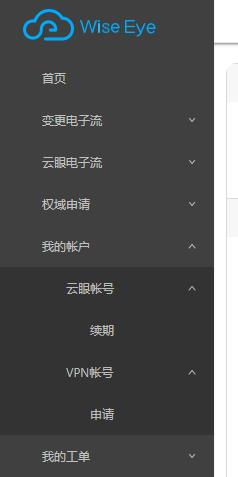 Wise Eye
首页
变更电子流
云眼电子流
权域申请
我的帐户
云眼帐号
续期
VPN帐号
申请
我的工单